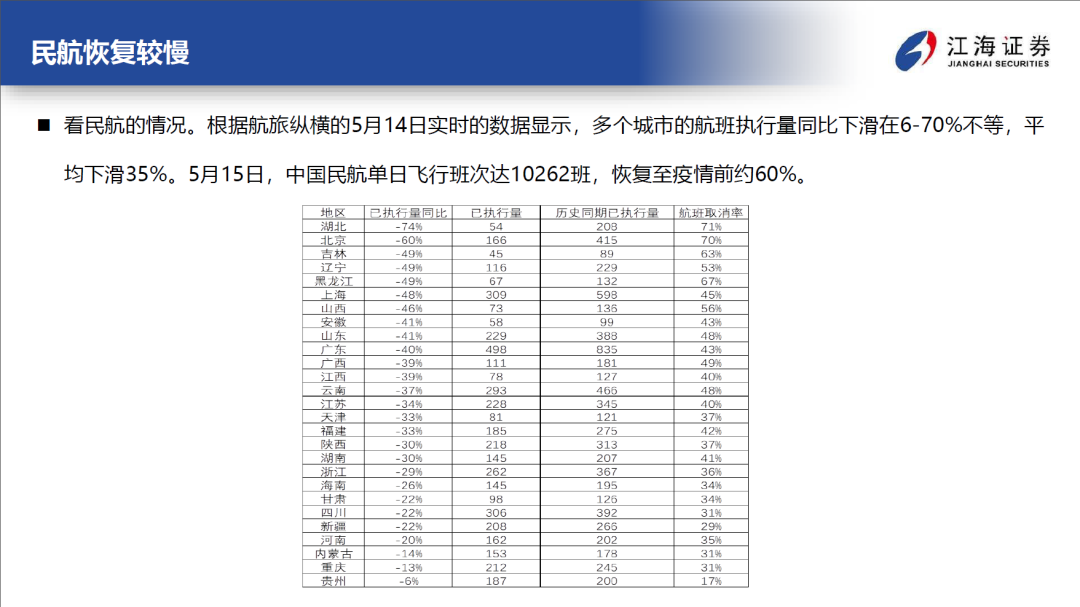 民航恢复较慢
江海证券
JIANGHAI SECURITIES
■ 看民航的情况。根据航旅纵横的5月14日实时的数据显示，多个城市的航班执行量同比下滑在6-70%不等，平
均下滑35%。5月15日，中国民航单日飞行班次达10262班，恢复至疫情前约60%。
地区 已执行量同比 已执行量 历史同期已执行量 航班取消率
湖北 -74% 54 208 71%
北京 -60% 166 415 70%
吉林 -49% 45 89 63%
辽宁 -49% 116 229 53%
黑龙江 -49% 67 132 67%
上海 -48% 309 598 45%
山西 -46% 73 136 56%
安徽 -41% 58 99 43%
山东 -41% 229 388 48%
广东 -40% 498 835 43%
广西 -39% 111 181 49%
江西 -39% 78 127 40%
云南 -37% 293 466 48%
江苏 -34% 228 345 40%
天津 -33% 81 121 37%
福建 -33% 185 275 42%
陕西 -30% 218 313 37%
湖南 -30% 145 207 41%
浙江 -29% 262 367 36%
海南 -26% 145 195 34%
甘肃 -22% 98 126 34%
四川 -22% 306 392 31%
新疆 -22% 208 266 29%
河南 -20% 162 202 35%
内蒙古 -14% 153 178 31%
重庆 -13% 212 245 31%
贵州 -6% 187 200 17%